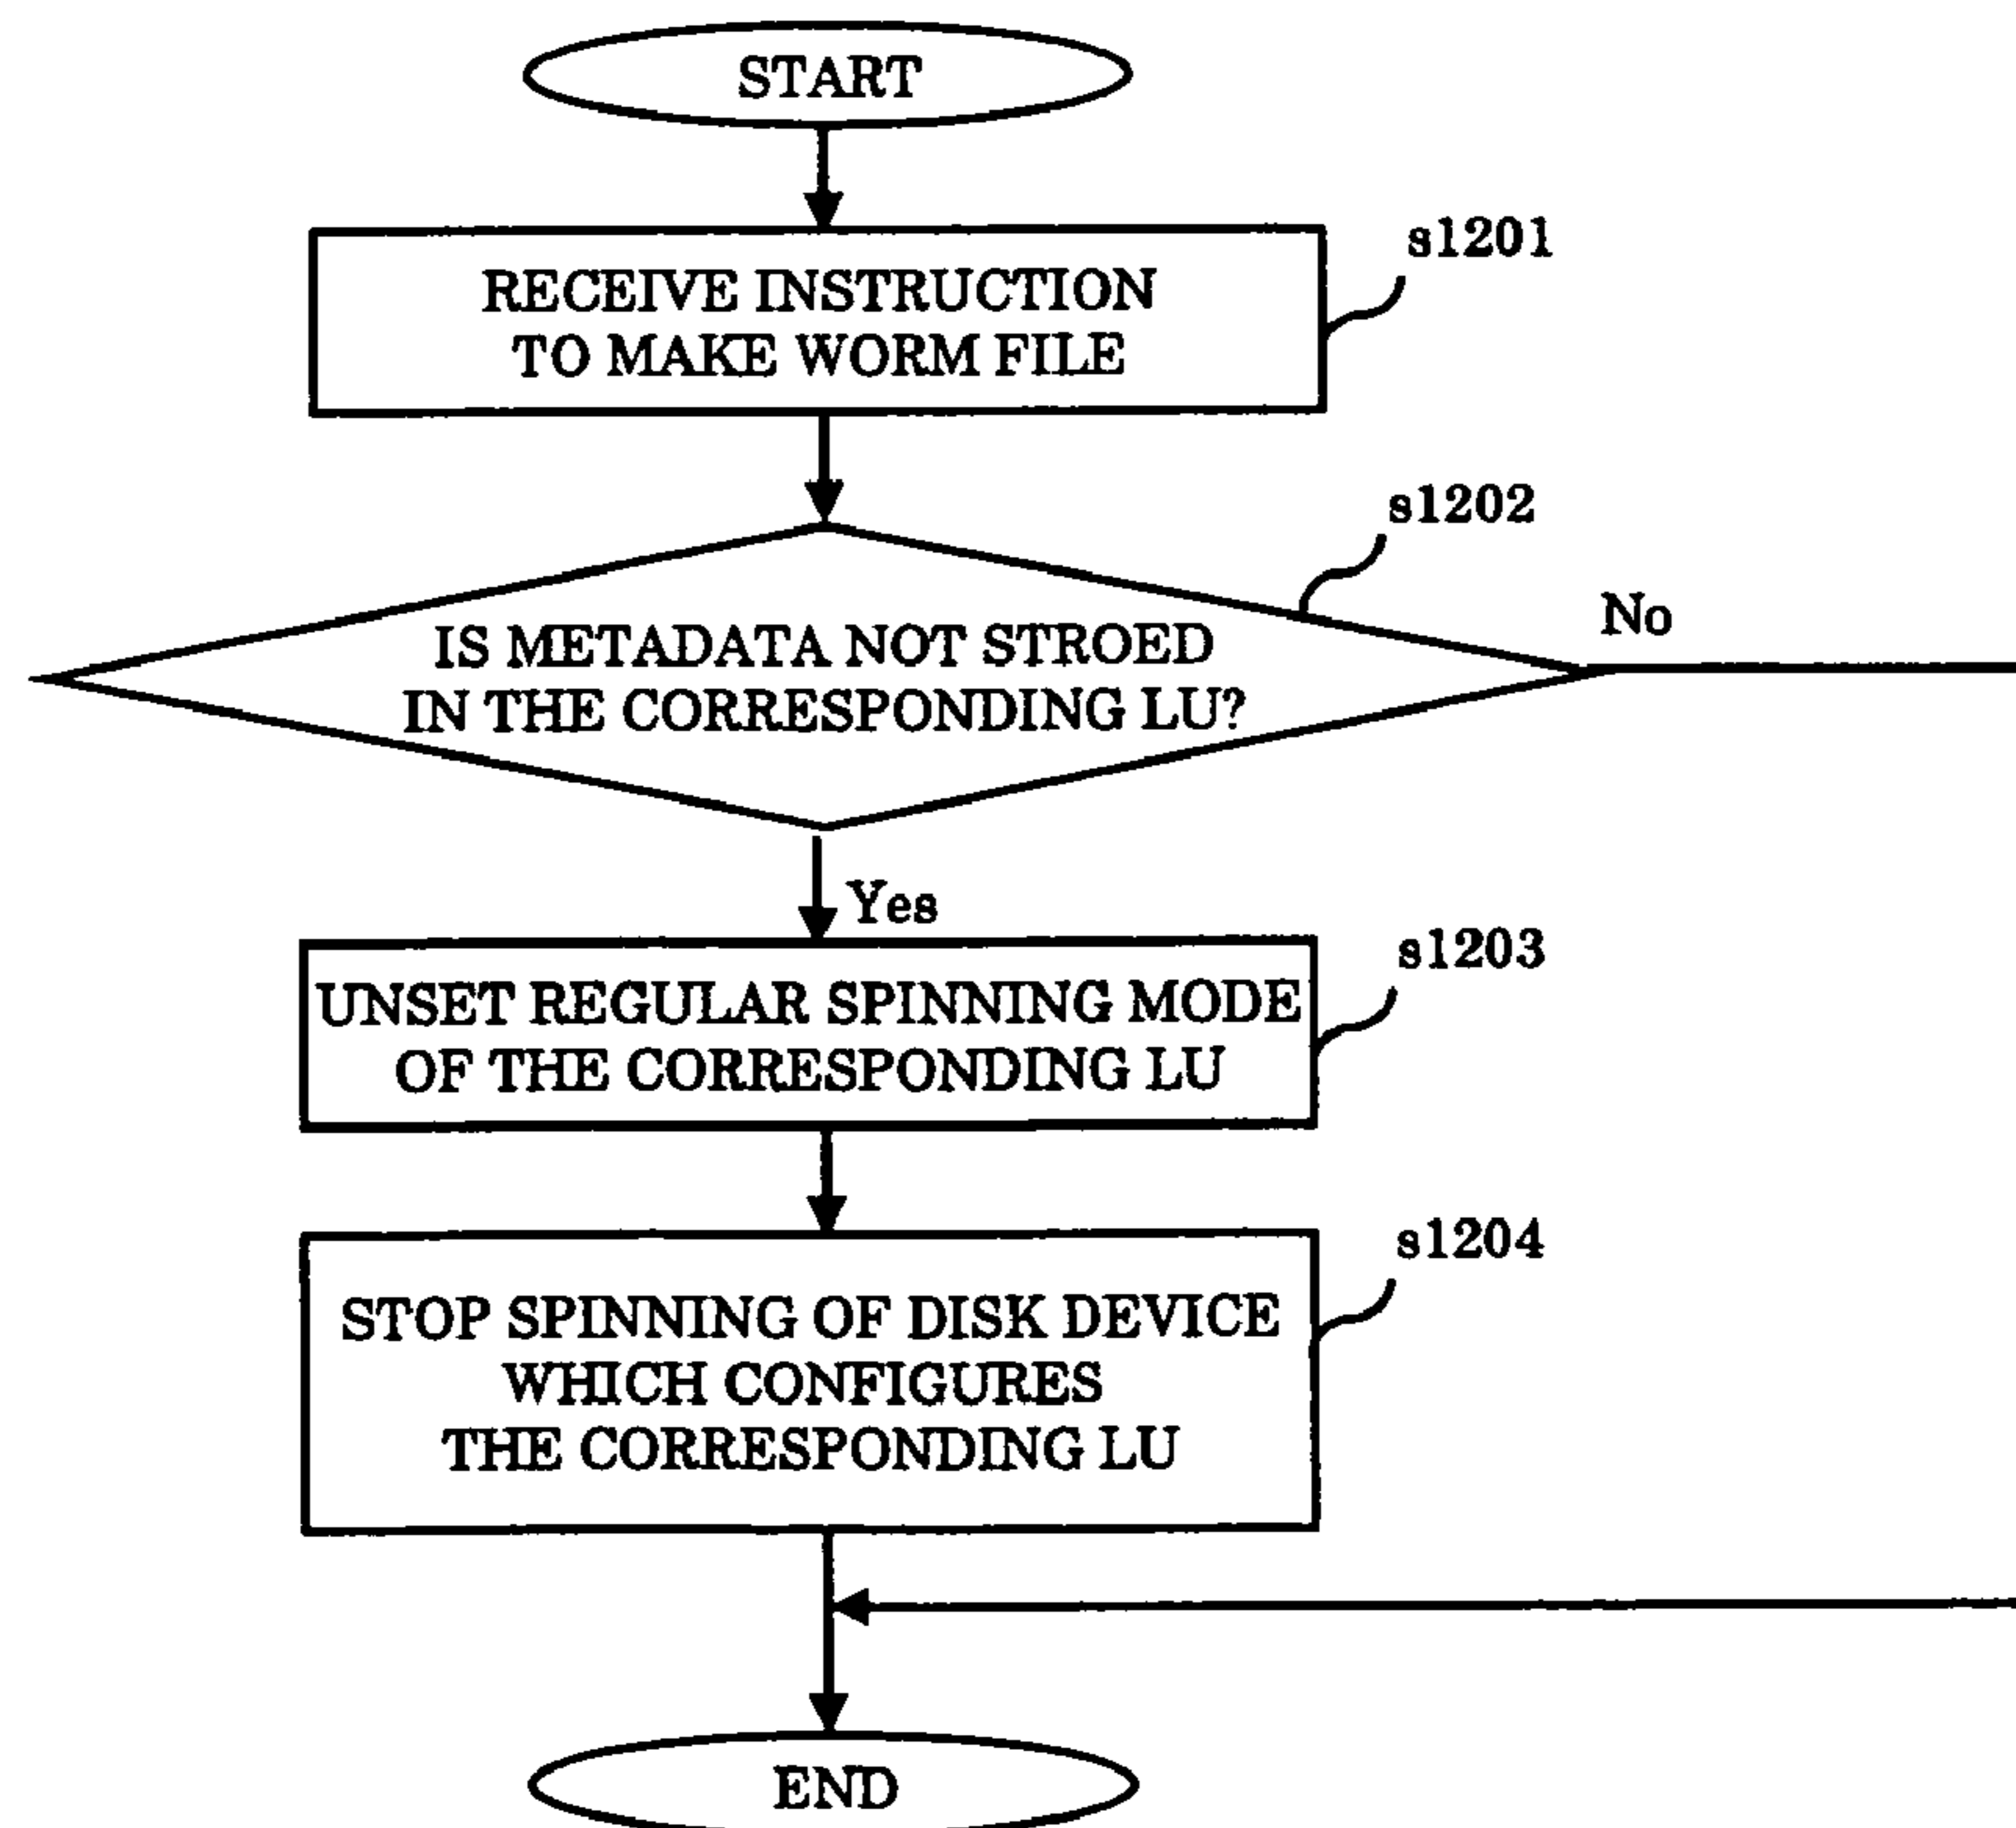 START
s1201
RECEIVE INSTRUCTION
TO MAKE WORM FILE
s1202
No
IS METADATA NOT STROED
IN THE CORRESPONDING LU?
Yes
s1203
UNSET REGULAR SPINNING MODE
OF THE CORRESPONDING LU
s1204
STOP SPINNING OF DISK DEVICE
WHICH CONFIGURES
THE CORRESPONDING LU
END